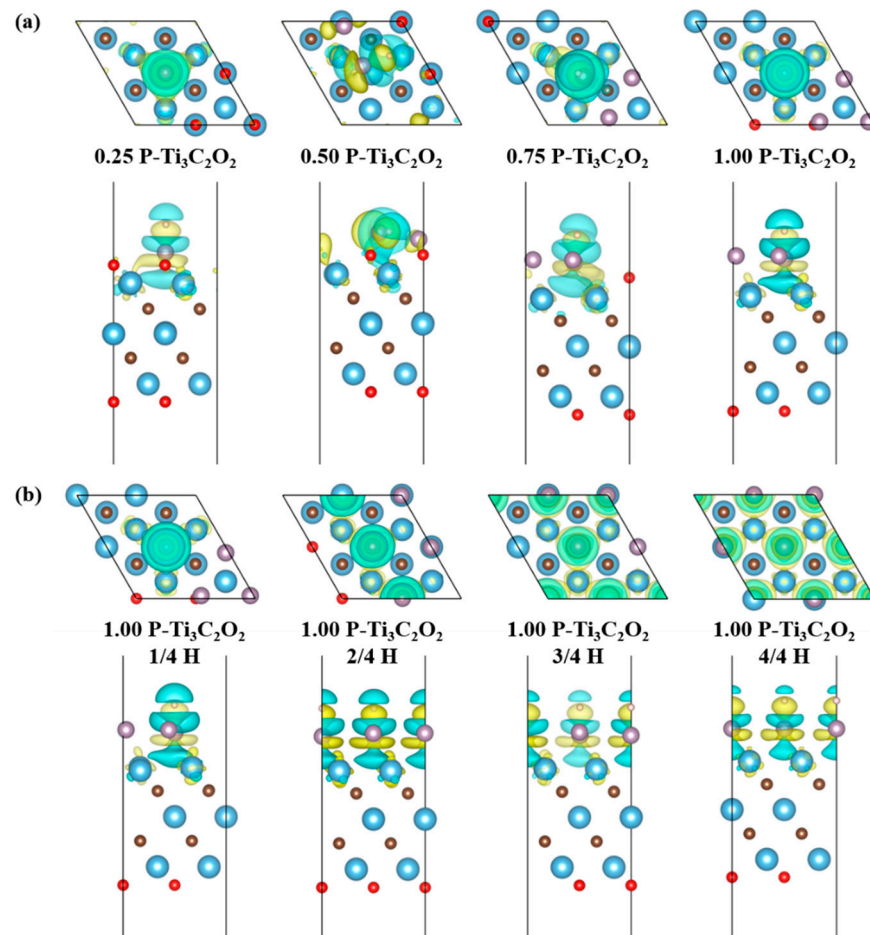 (a)
0.25 P-Ti₃C₂O₂ 0.50 P-Ti₃C₂O₂ 0.75 P-Ti₃C₂O₂ 1.00 P-Ti₃C₂O₂
(b)
1.00 P-Ti₃C₂O₂ 1.00 P-Ti₃C₂O₂ 1.00 P-Ti₃C₂O₂ 1.00 P-Ti₃C₂O₂
1/4 H 2/4 H 3/4 H 4/4 H